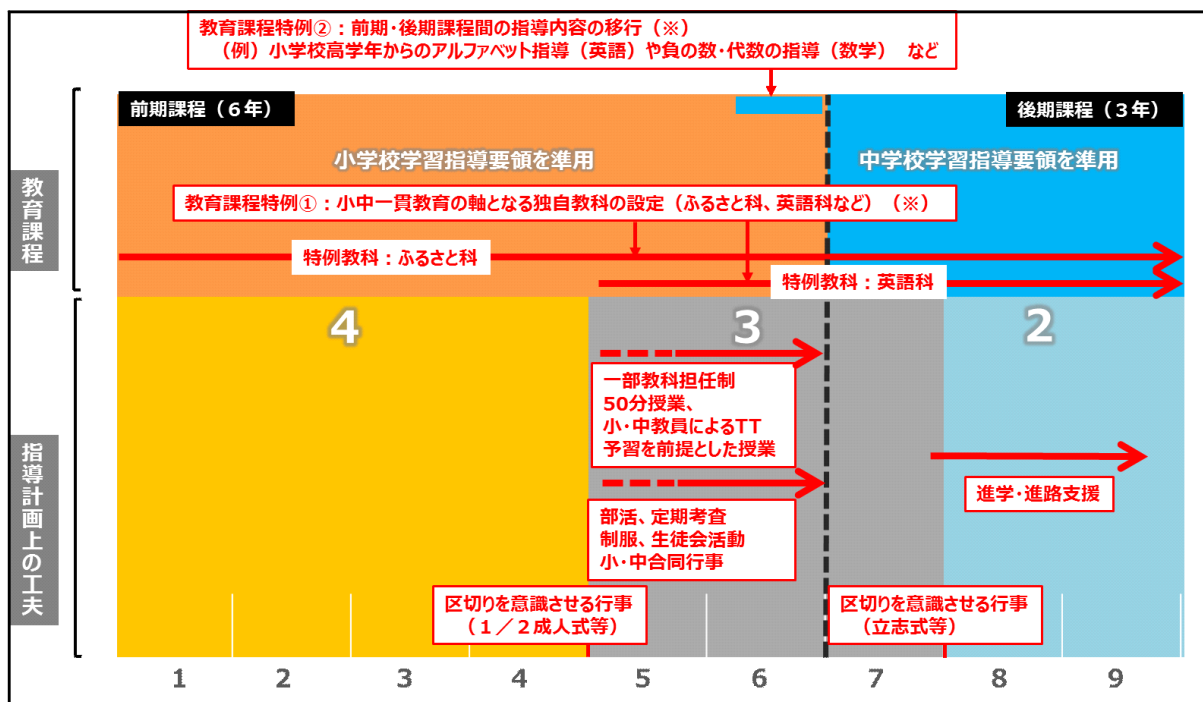 教育課程特例②：前期・後期課程間の指導内容の移行（※）
（例）小学校高学年からのアルファベット指導（英語）や負の数・代数の指導（数学）　など
前期課程（６年）
後期課程（３年）
小学校学習指導要領を準用
中学校学習指導要領を準用
教育課程
教育課程特例①：小中一貫教育の軸となる独自教科の設定（ふるさと科、英語科など）（※）
特例教科：ふるさと科
特例教科：英語科
4
3
2
指導計画上の工夫
一部教科担任制
50分授業、
小・中教員によるTT
予習を前提とした授業
進学・進路支援
部活、定期考査
制服、生徒会活動
小・中合同行事
区切りを意識させる行事
（１／２成人式等）
区切りを意識させる行事
（立志式等）
1
2
3
4
5
6
7
8
9